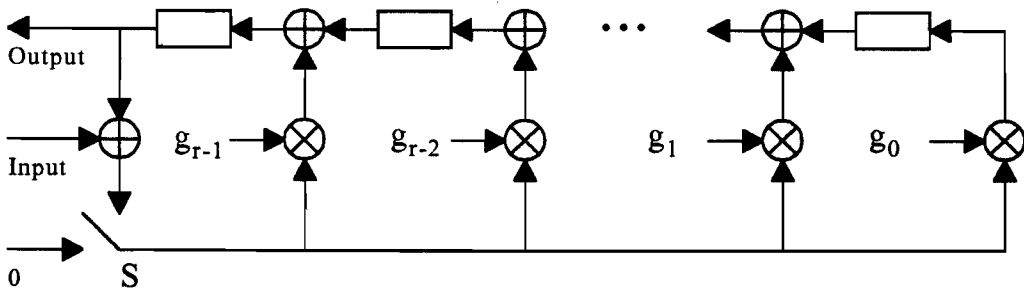 Output
Input
g_{r-1}
g_{r-2}
...
g_1
g_0
0
S